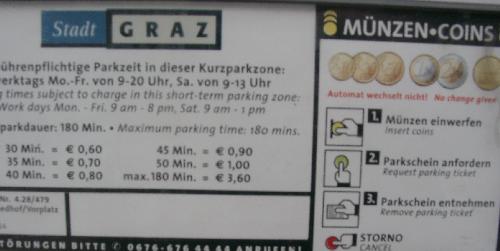 Stadt GRAZ
ührenpflichtige Parkzeit in dieser Kurzparkzone:
erktags Mo.-Fr. von 9-20 Uhr, Sa. von 9-13 Uhr
times subject to charge in this short-term parking zone:
Work days Mon. - Fri. 9 am - 8 pm, Sat. 9 am - 1 pm
parkdauer: 180 Min. • Maximum parking time: 180 mins.
30 Min. = € 0,60 45 Min. = € 0,90
35 Min. = € 0,70 50 Min. = € 1,00
40 Min. = € 0,80 max.180 Min. = € 3,60
Nr. 4.28/479
edhof/Vorplatz
TÖRUNGEN BITTE ✆ 0676-676 44 44 ANRUFEN!
MÜNZEN•COINS
Automat wechselt nicht! No change given
1. Münzen einwerfen
Insert coins
2. Parkschein anfordern
Request parking ticket
3. Parkschein entnehmen
Remove parking ticket
STORNO
CANCEL